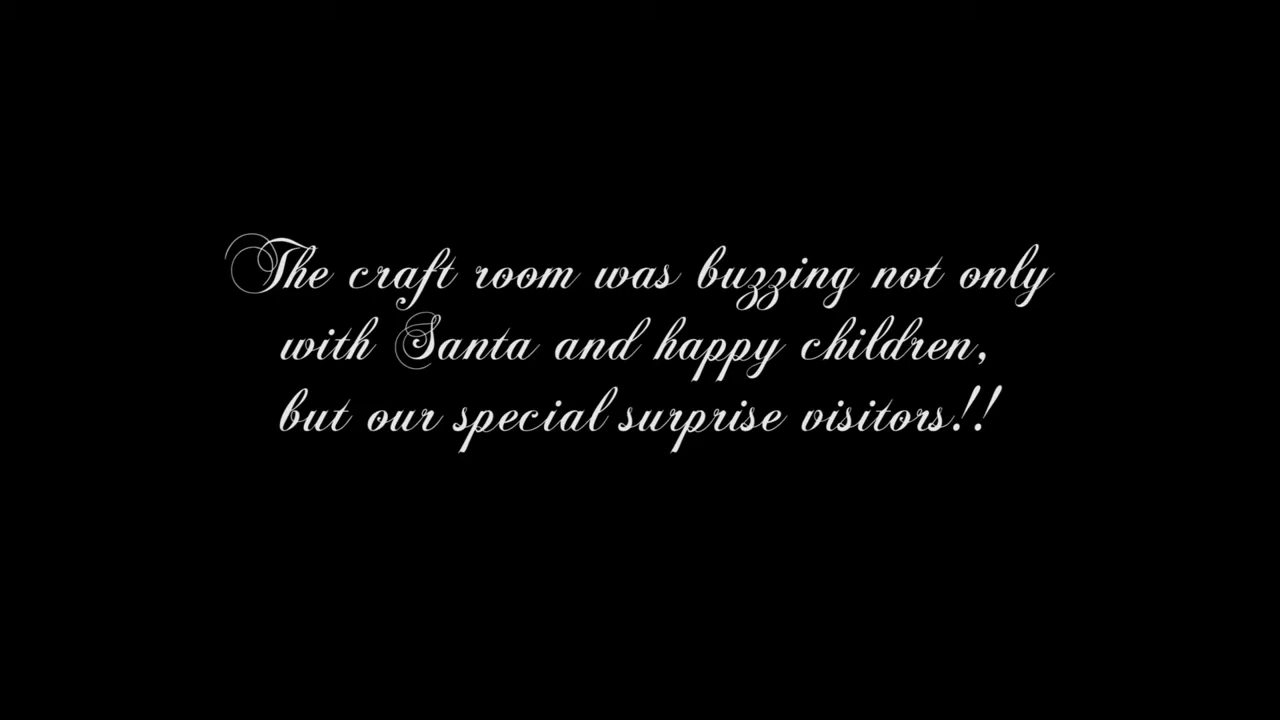 The craft room was buzzing not only
with Santa and happy children,
but our special surprise visitors!!